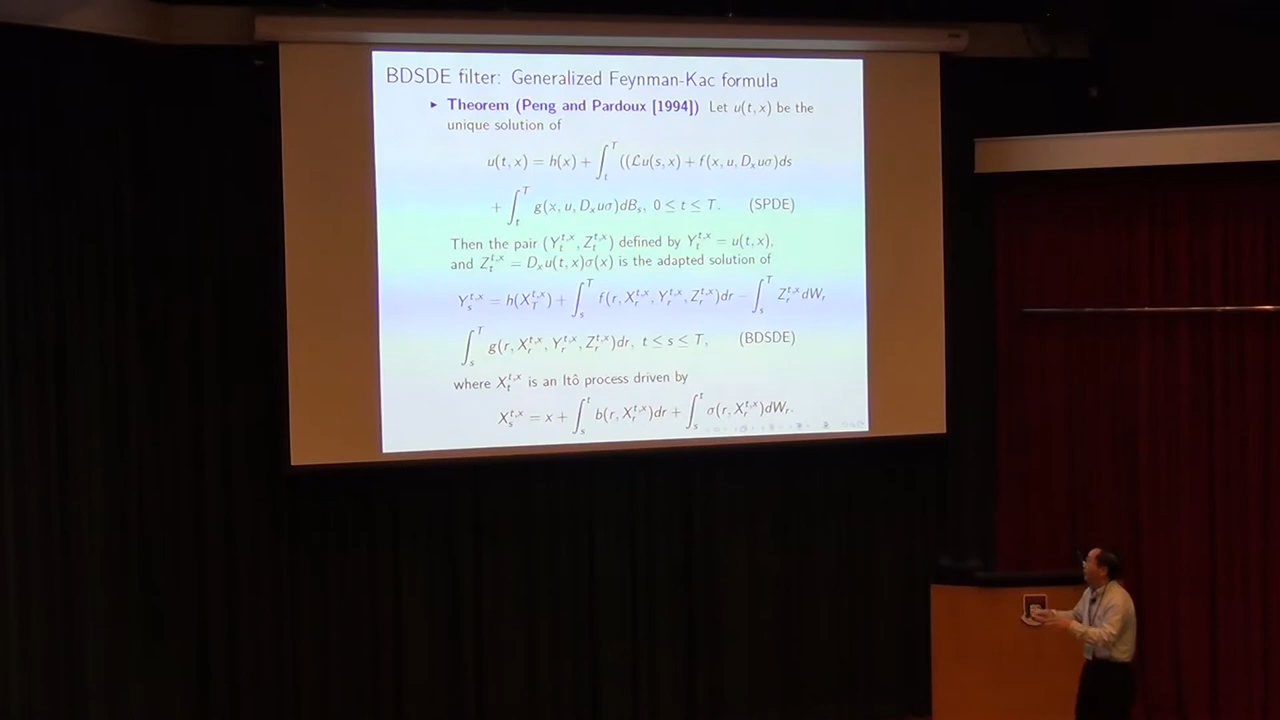 BDSDE filter: Generalized Feynman-Kac formula
▸ Theorem (Peng and Pardoux [1994]) Let u(t, x) be the
unique solution of
u(t, x) = h(x) + ∫_t^T ((ℒu(s, x) + f(x, u, D_x uσ)ds
+ ∫_t^T g(x, u, D_x uσ)dB_s, 0 ≤ t ≤ T. (SPDE)
Then the pair (Y_t^{t,x}, Z_t^{t,x}) defined by Y_t^{t,x} = u(t, x),
and Z_t^{t,x} = D_x u(t, x)σ(x) is the adapted solution of
Y_s^{t,x} = h(X_T^{t,x}) + ∫_s^T f(r, X_r^{t,x}, Y_r^{t,x}, Z_r^{t,x})dr − ∫_s^T Z_r^{t,x} dW_r
∫_s^T g(r, X_r^{t,x}, Y_r^{t,x}, Z_r^{t,x})dr, t ≤ s ≤ T, (BDSDE)
where X_t^{t,x} is an Itô process driven by
X_s^{t,x} = x + ∫_s^t b(r, X_r^{t,x})dr + ∫_s^t σ(r, X_r^{t,x})dW_r.